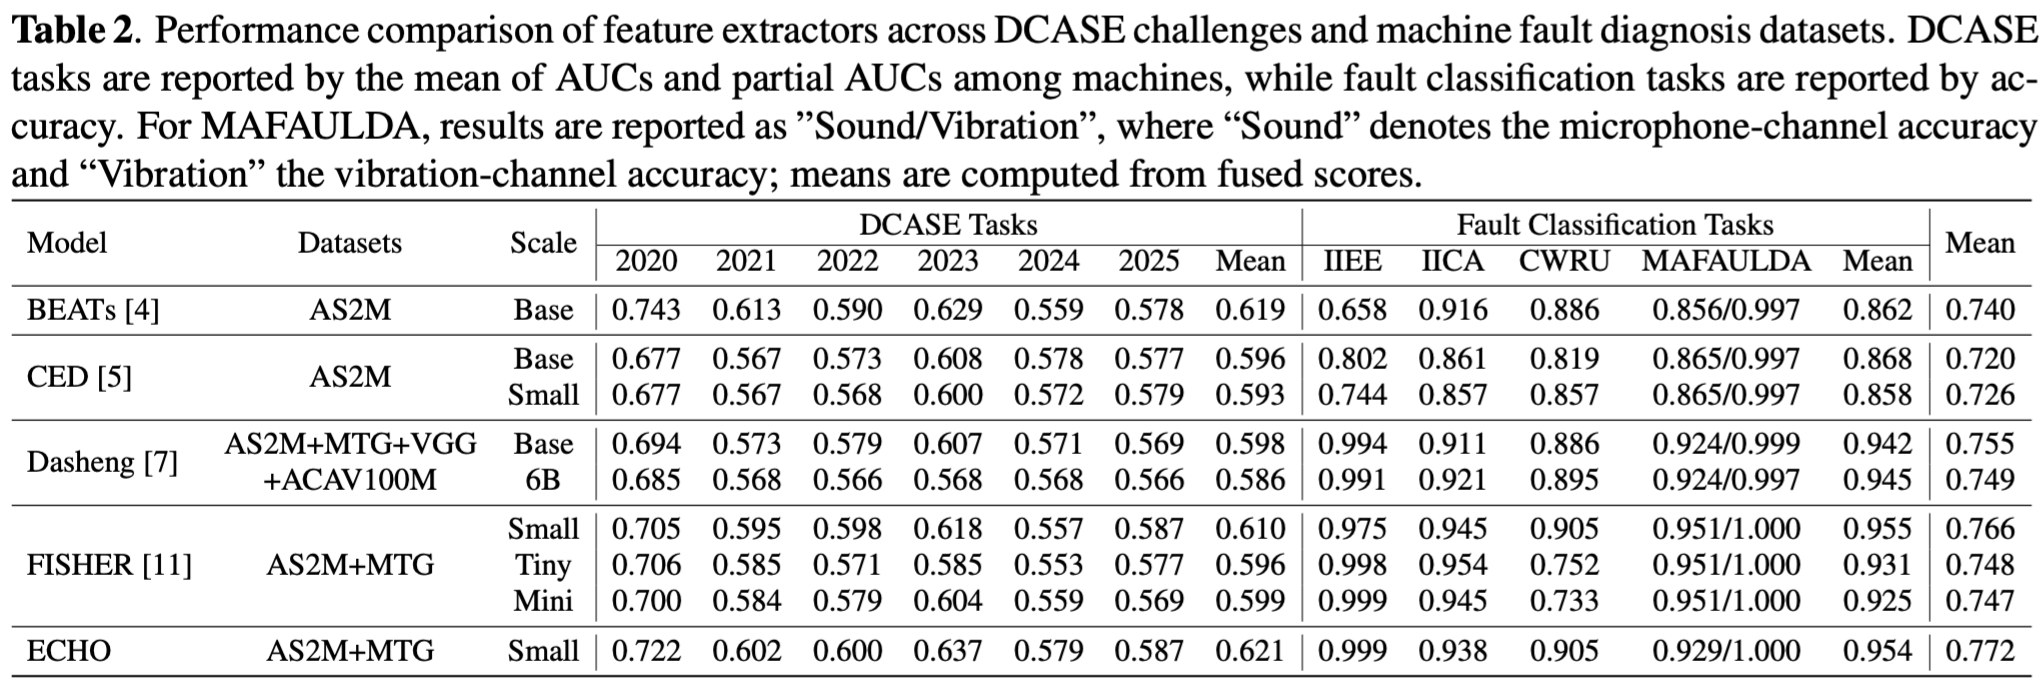 Table 2. Performance comparison of feature extractors across DCASE challenges and machine fault diagnosis datasets. DCASE
tasks are reported by the mean of AUCs and partial AUCs among machines, while fault classification tasks are reported by ac-
curacy. For MAFAULDA, results are reported as ”Sound/Vibration”, where “Sound” denotes the microphone-channel accuracy
and “Vibration” the vibration-channel accuracy; means are computed from fused scores.
Model Datasets Scale DCASE Tasks Fault Classification Tasks Mean
2020 2021 2022 2023 2024 2025 Mean IIEE IICA CWRU MAFAULDA Mean
BEATs [4] AS2M Base 0.743 0.613 0.590 0.629 0.559 0.578 0.619 0.658 0.916 0.886 0.856/0.997 0.862 0.740
CED [5] AS2M Base 0.677 0.567 0.573 0.608 0.578 0.577 0.596 0.802 0.861 0.819 0.865/0.997 0.868 0.720
Small 0.677 0.567 0.568 0.600 0.572 0.579 0.593 0.744 0.857 0.857 0.865/0.997 0.858 0.726
Dasheng [7] AS2M+MTG+VGG Base 0.694 0.573 0.579 0.607 0.571 0.569 0.598 0.994 0.911 0.886 0.924/0.999 0.942 0.755
+ACAV100M 6B 0.685 0.568 0.566 0.568 0.568 0.566 0.586 0.991 0.921 0.895 0.924/0.997 0.945 0.749
Small 0.705 0.595 0.598 0.618 0.557 0.587 0.610 0.975 0.945 0.905 0.951/1.000 0.955 0.766
FISHER [11] AS2M+MTG Tiny 0.706 0.585 0.571 0.585 0.553 0.577 0.596 0.998 0.954 0.752 0.951/1.000 0.931 0.748
Mini 0.700 0.584 0.579 0.604 0.559 0.569 0.599 0.999 0.945 0.733 0.951/1.000 0.925 0.747
ECHO AS2M+MTG Small 0.722 0.602 0.600 0.637 0.579 0.587 0.621 0.999 0.938 0.905 0.929/1.000 0.954 0.772